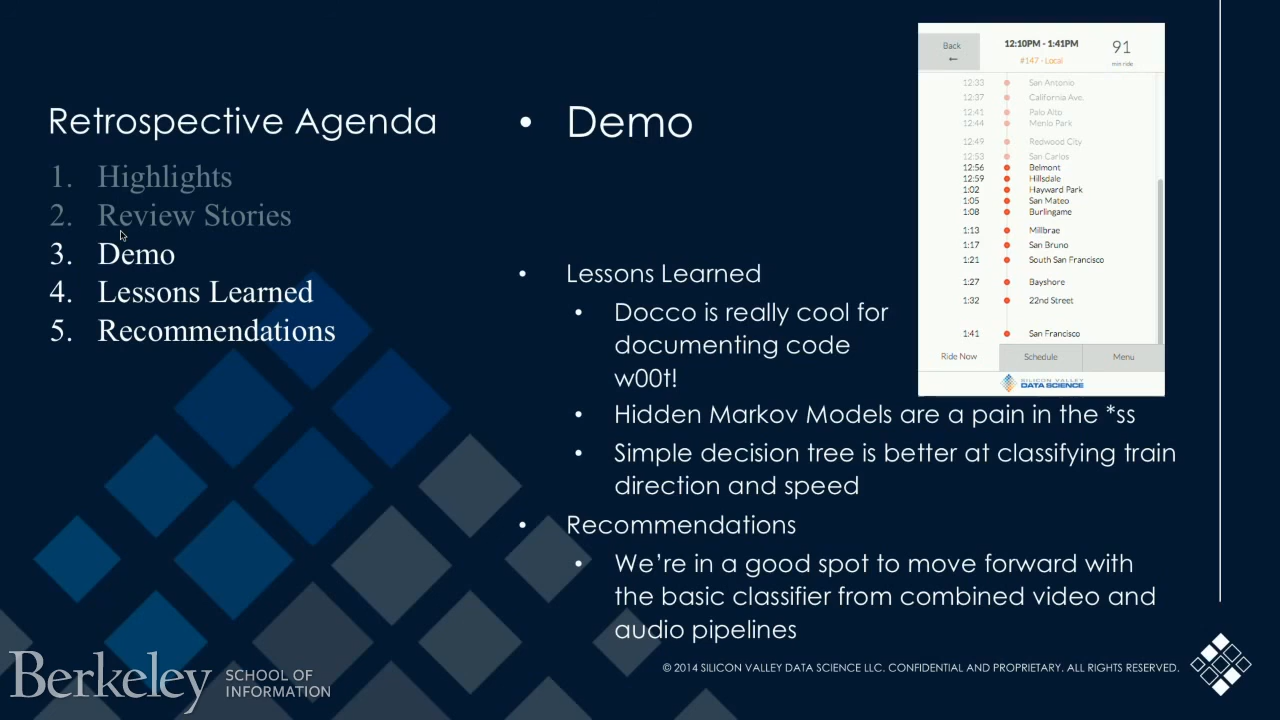 Retrospective Agenda
1. Highlights
2. Review Stories
3. Demo
4. Lessons Learned
5. Recommendations
• Demo
• Lessons Learned
• Docco is really cool for
documenting code
w00t!
• Hidden Markov Models are a pain in the *ss
• Simple decision tree is better at classifying train
direction and speed
• Recommendations
• We’re in a good spot to move forward with
the basic classifier from combined video and
audio pipelines
Back
←
12:10PM - 1:41PM
#147 - Local
91
min ride
12:33 San Antonio
12:37 California Ave.
12:41 Palo Alto
12:44 Menlo Park
12:49 Redwood City
12:53 San Carlos
12:56 Belmont
12:59 Hillsdale
1:02 Hayward Park
1:05 San Mateo
1:08 Burlingame
1:13 Millbrae
1:17 San Bruno
1:21 South San Francisco
1:27 Bayshore
1:32 22nd Street
1:41 San Francisco
Ride Now Schedule Menu
SILICON VALLEY
DATA SCIENCE
© 2014 SILICON VALLEY DATA SCIENCE LLC. CONFIDENTIAL AND PROPRIETARY. ALL RIGHTS RESERVED.
Berkeley
SCHOOL OF
INFORMATION